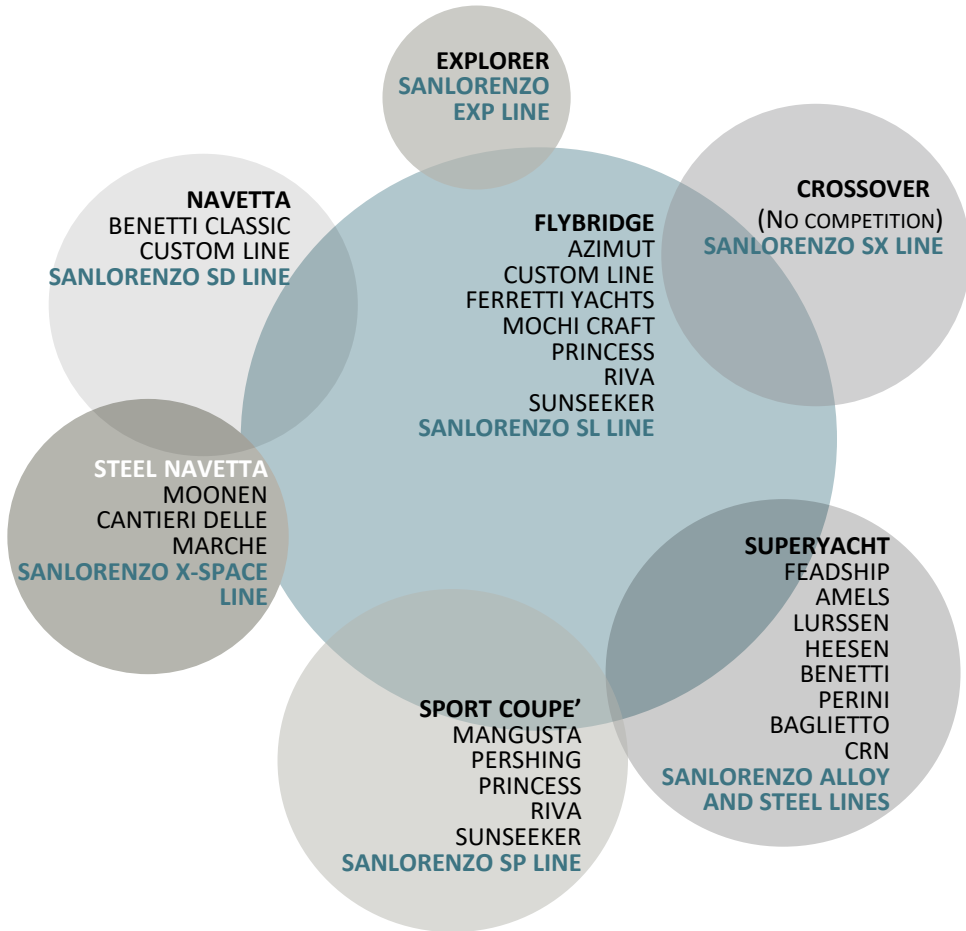 EXPLORER
SANLORENZO
EXP LINE
NAVETTA
BENETTI CLASSIC
CUSTOM LINE
SANLORENZO SD LINE
FLYBRIDGE
AZIMUT
CUSTOM LINE
FERRETTI YACHTS
MOCHI CRAFT
PRINCESS
RIVA
SUNSEEKER
SANLORENZO SL LINE
CROSSOVER
(NO COMPETITION)
SANLORENZO SX LINE
STEEL NAVETTA
MOONEN
CANTIERI DELLE
MARCHE
SANLORENZO X-SPACE
LINE
SPORT COUPE’
MANGUSTA
PERSHING
PRINCESS
RIVA
SUNSEEKER
SANLORENZO SP LINE
SUPERYACHT
FEADSHIP
AMELS
LURSSEN
HEESEN
BENETTI
PERINI
BAGLIETTO
CRN
SANLORENZO ALLOY
AND STEEL LINES